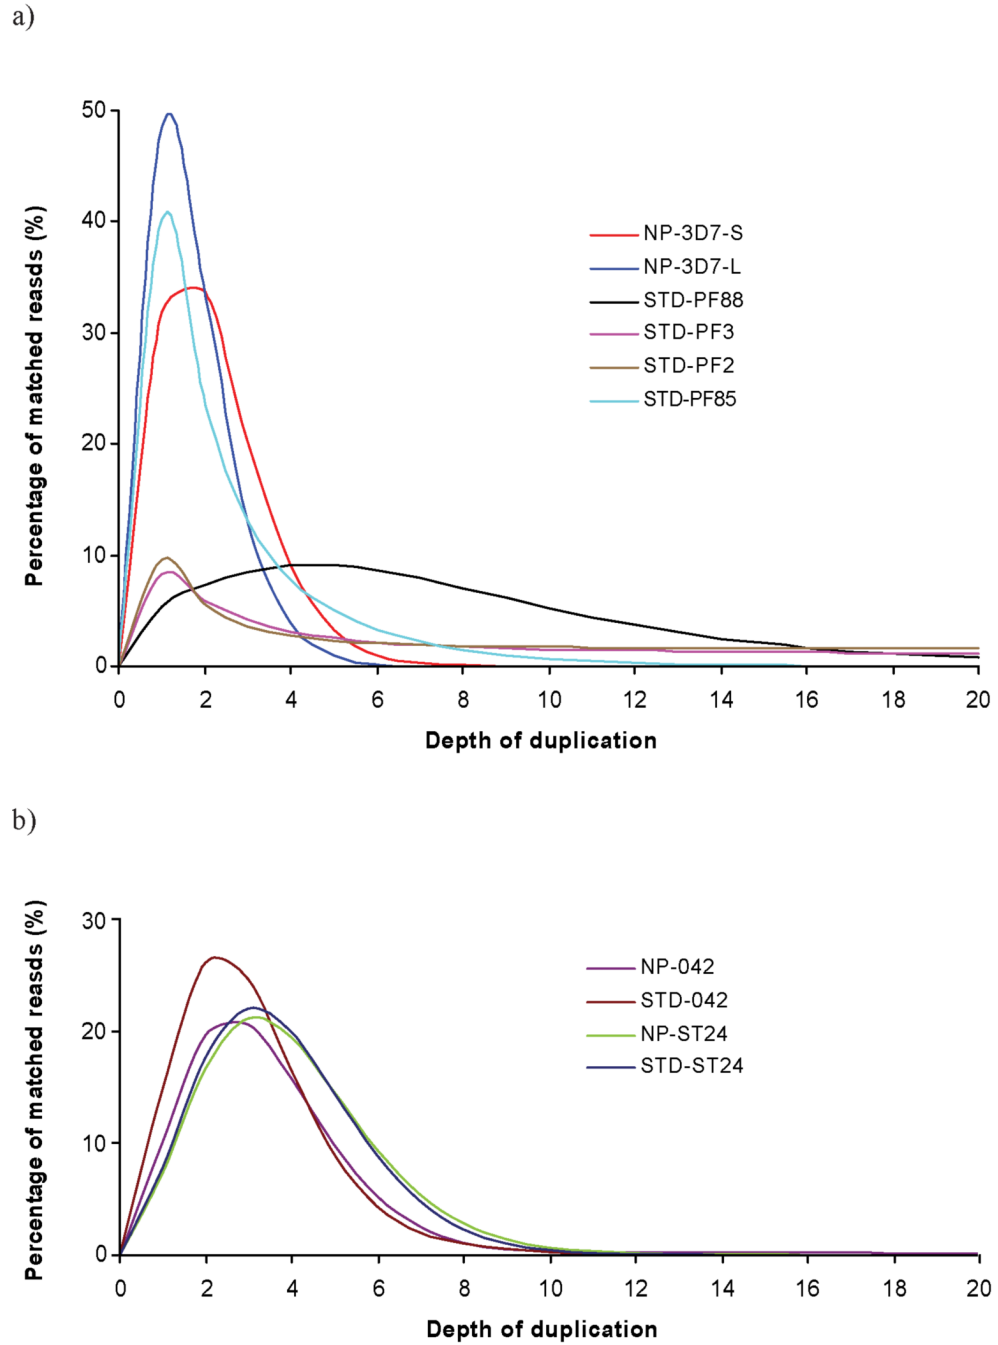 a)
50
40
30
20
10
0
Percentage of matched reasds (%)
NP-3D7-S
NP-3D7-L
STD-PF88
STD-PF3
STD-PF2
STD-PF85
0 2 4 6 8 10 12 14 16 18 20
Depth of duplication
b)
30
20
10
0
Percentage of matched reasds (%)
NP-042
STD-042
NP-ST24
STD-ST24
0 2 4 6 8 10 12 14 16 18 20
Depth of duplication